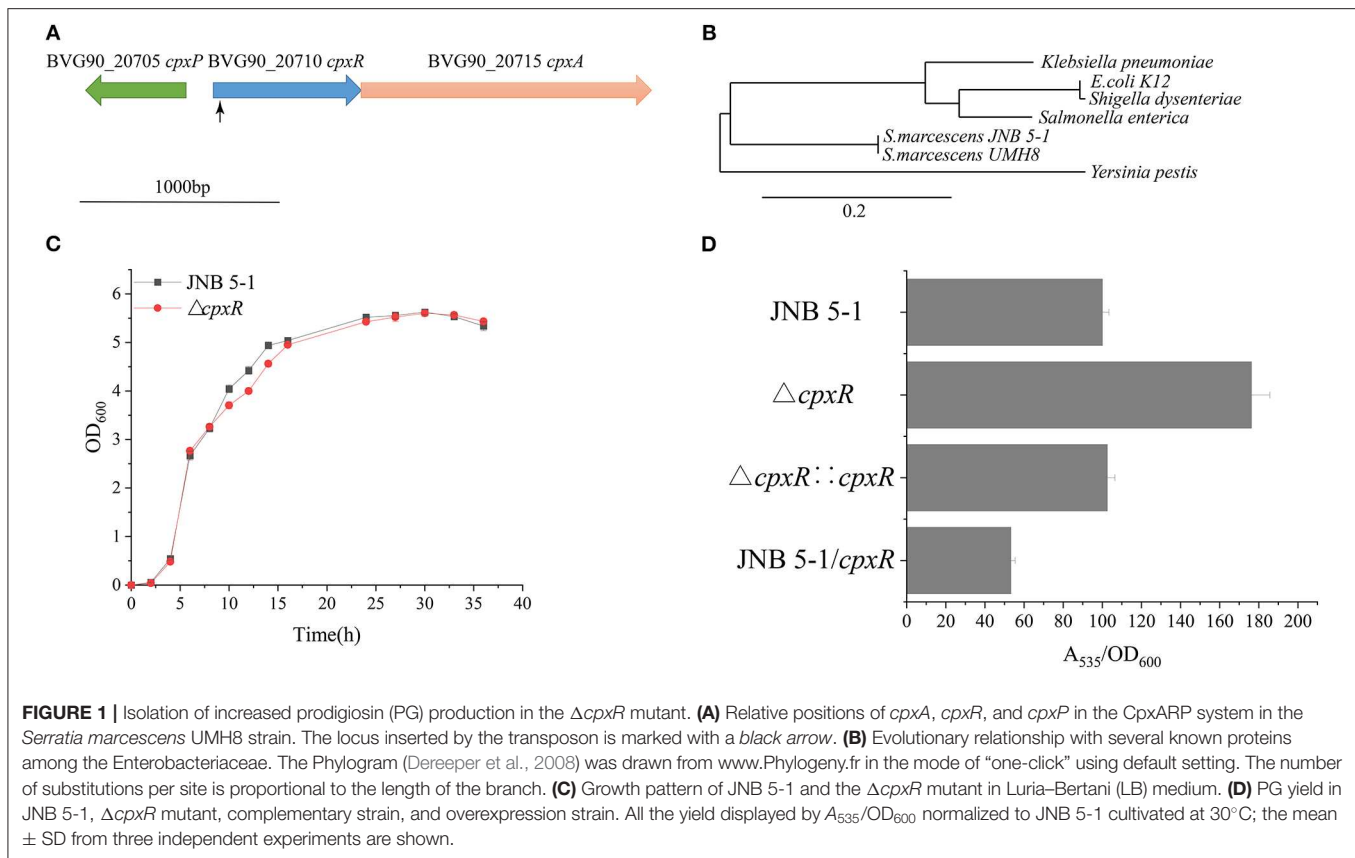 A
BVG90_20705 cpxP BVG90_20710 cpxR BVG90_20715 cpxA
1000bp
B
Klebsiella pneumoniae
E.coli K12
Shigella dysenteriae
Salmonella enterica
S.marcescens JNB 5-1
S.marcescens UMH8
Yersinia pestis
0.2
C
JNB 5-1
△cpxR
6
5
4
3
2
1
0
OD600
0 5 10 15 20 25 30 35 40
Time(h)
D
JNB 5-1
△cpxR
△cpxR∷cpxR
JNB 5-1/cpxR
0 20 40 60 80 100 120 140 160 180 200
A535/OD600
FIGURE 1 | Isolation of increased prodigiosin (PG) production in the ΔcpxR mutant. (A) Relative positions of cpxA, cpxR, and cpxP in the CpxARP system in the
Serratia marcescens UMH8 strain. The locus inserted by the transposon is marked with a black arrow. (B) Evolutionary relationship with several known proteins
among the Enterobacteriaceae. The Phylogram (Dereeper et al., 2008) was drawn from www.Phylogeny.fr in the mode of “one-click” using default setting. The number
of substitutions per site is proportional to the length of the branch. (C) Growth pattern of JNB 5-1 and the ΔcpxR mutant in Luria–Bertani (LB) medium. (D) PG yield in
JNB 5-1, ΔcpxR mutant, complementary strain, and overexpression strain. All the yield displayed by A535/OD600 normalized to JNB 5-1 cultivated at 30°C; the mean
± SD from three independent experiments are shown.